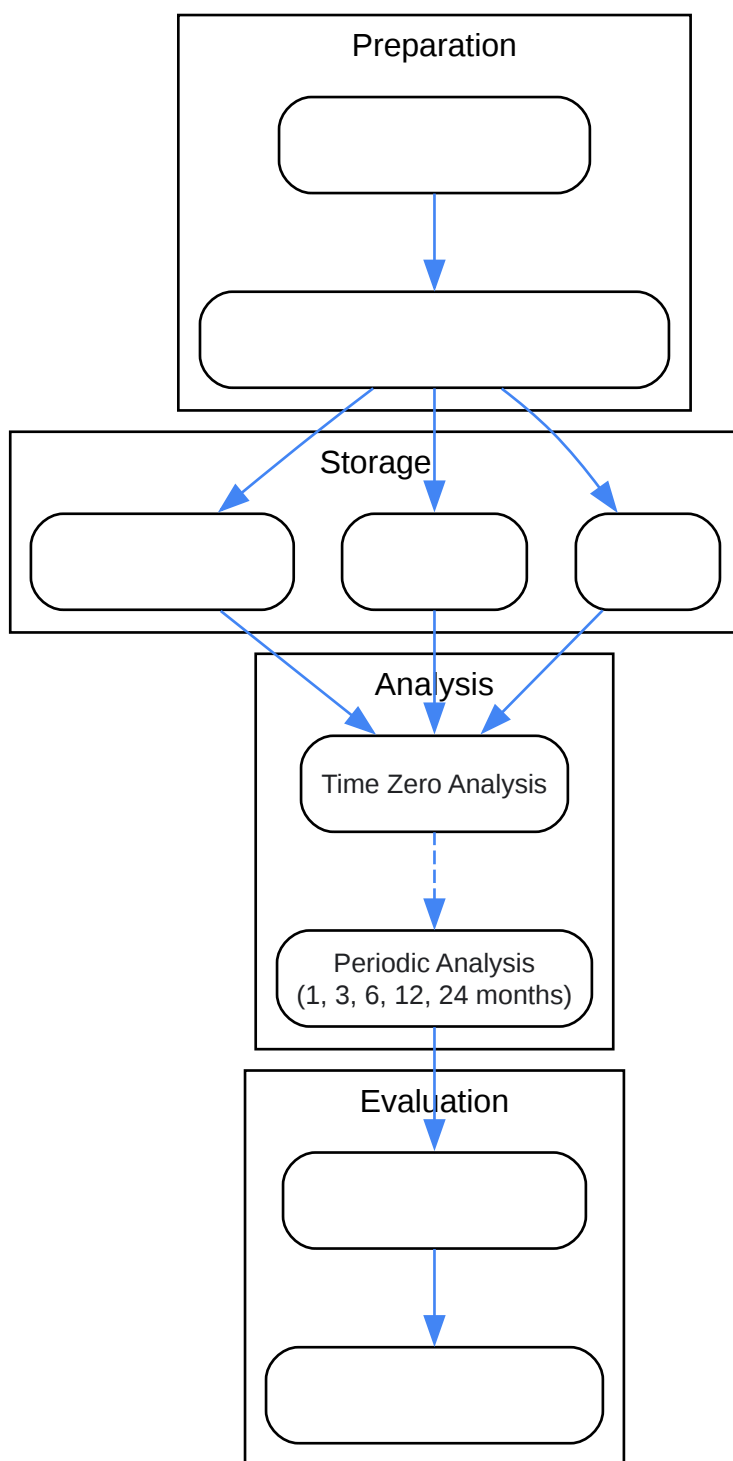 Preparation
Storage
Analysis
Time Zero Analysis
Periodic Analysis
(1, 3, 6, 12, 24 months)
Evaluation